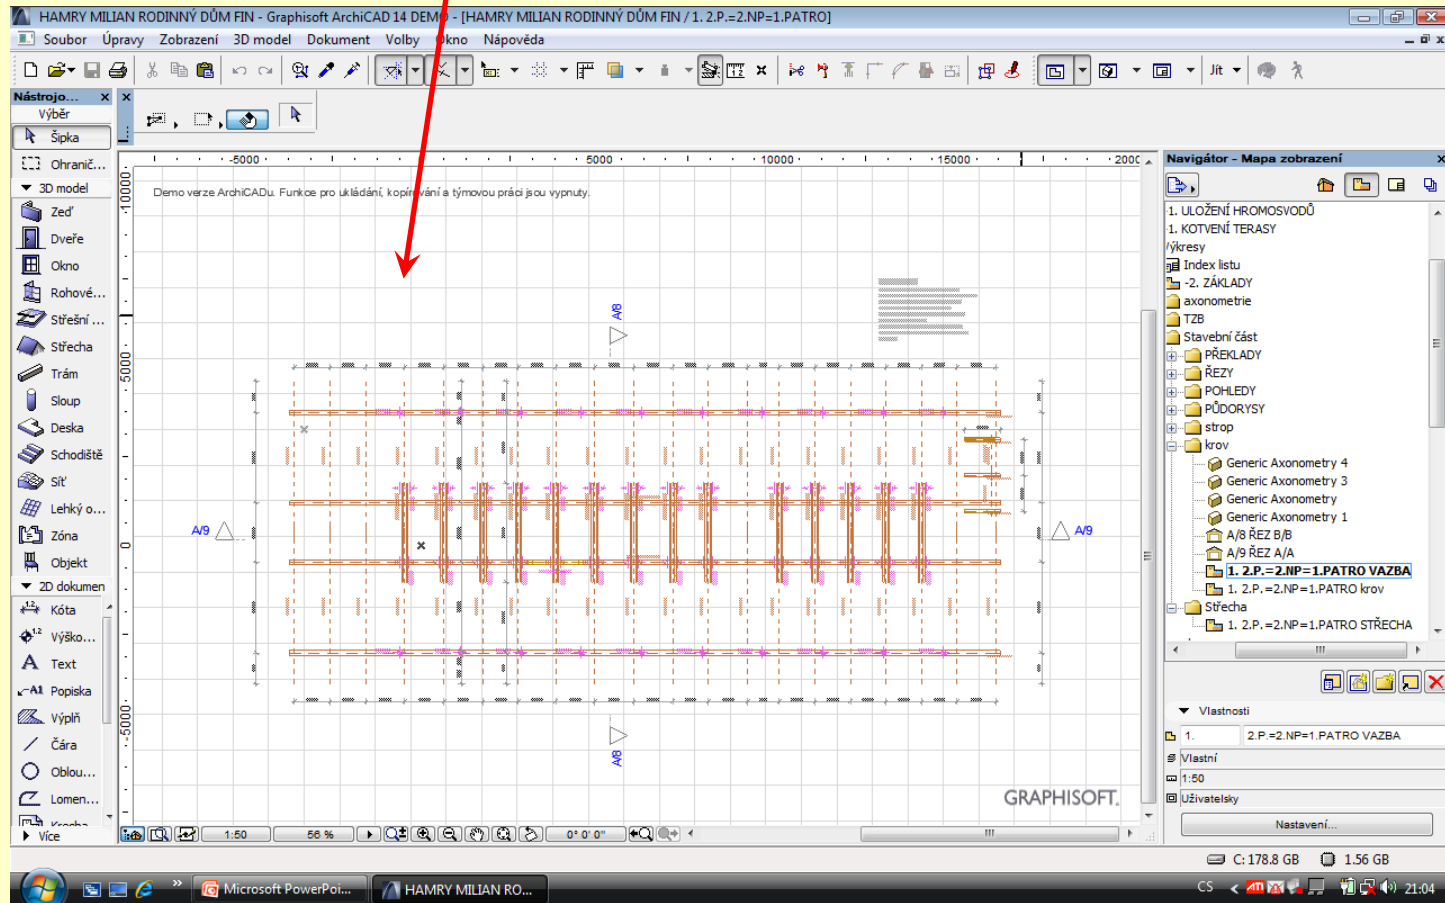 HAMRY MILIAN RODINNÝ DŮM FIN - Graphisoft ArchiCAD 14 DEMO - [HAMRY MILIAN RODINNÝ DŮM FIN / 1. 2.P.=2.NP=1.PATRO]
Soubor Úpravy Zobrazení 3D model Dokument Volby Okno Nápověda
Jít
Nástrojo...
Výběr
Šipka
Ohranič...
3D model
Zeď
Dveře
Okno
Rohové...
Střešní ...
Střecha
Trám
Sloup
Deska
Schodiště
Síť
Lehký o...
Zóna
Objekt
2D dokumen
Kóta
Výško...
Text
Popiska
Výplň
Čára
Oblou...
Lomen...
Více
-5000 5000 10000 15000 2000
10000
5000
0
-5000
Demo verze ArchiCADu. Funkce pro ukládání, kopírování a týmovou práci jsou vypnuty.
A/8
A/9
A/9
A/8
GRAPHISOFT.
1:50 56 % 0° 0' 0"
Navigátor - Mapa zobrazení
1. ULOŽENÍ HROMOSVODŮ
1. KOTVENÍ TERASY
ýkresy
Index listu
-2. ZÁKLADY
axonometrie
TZB
Stavební část
PŘEKLADY
ŘEZY
POHLEDY
PŮDORYSY
strop
krov
Generic Axonometry 4
Generic Axonometry 3
Generic Axonometry
Generic Axonometry 1
A/8 ŘEZ B/B
A/9 ŘEZ A/A
1. 2.P.=2.NP=1.PATRO VAZBA
1. 2.P.=2.NP=1.PATRO krov
Střecha
1. 2.P.=2.NP=1.PATRO STŘECHA
Vlastnosti
1. 2.P.=2.NP=1.PATRO VAZBA
Vlastní
1:50
Uživatelsky
Nastavení...
C: 178.8 GB 1.56 GB
Microsoft PowerPoi... HAMRY MILIAN RO... CS 21:04